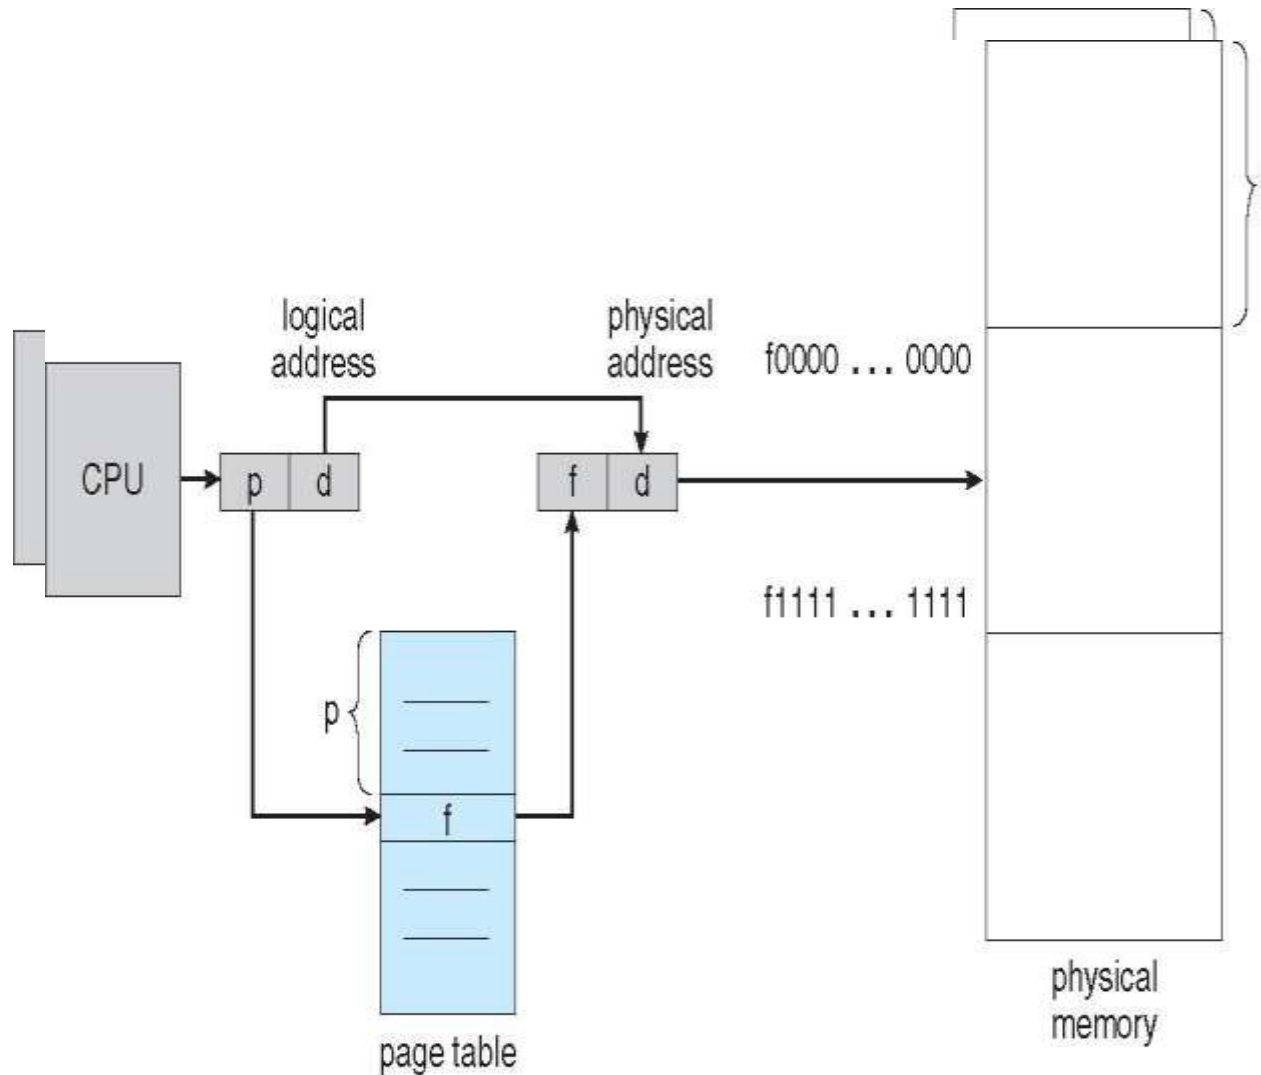 logical
address
physical
address
f0000 ... 0000
CPU
p
d
f
d
f1111 ... 1111
p
f
physical
memory
page table